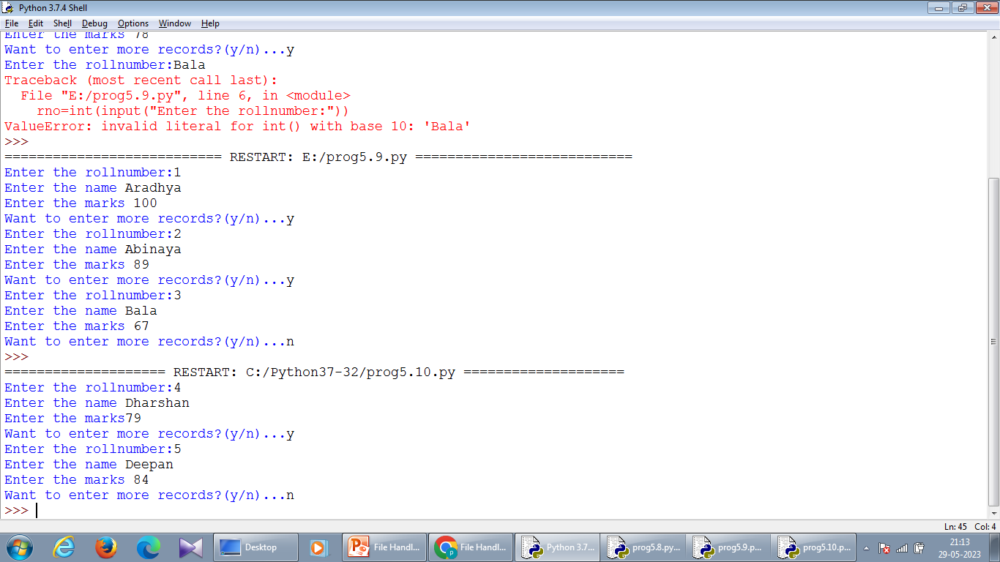 Python 3.7.4 Shell
File Edit Shell Debug Options Window Help
Enter the marks 78
Want to enter more records?(y/n)...y
Enter the rollnumber:Bala
Traceback (most recent call last):
  File "E:/prog5.9.py", line 6, in <module>
    rno=int(input("Enter the rollnumber:"))
ValueError: invalid literal for int() with base 10: 'Bala'
>>>
=========================== RESTART: E:/prog5.9.py ===========================
Enter the rollnumber:1
Enter the name Aradhya
Enter the marks 100
Want to enter more records?(y/n)...y
Enter the rollnumber:2
Enter the name Abinaya
Enter the marks 89
Want to enter more records?(y/n)...y
Enter the rollnumber:3
Enter the name Bala
Enter the marks 67
Want to enter more records?(y/n)...n
>>>
==================== RESTART: C:/Python37-32/prog5.10.py ====================
Enter the rollnumber:4
Enter the name Dharshan
Enter the marks79
Want to enter more records?(y/n)...y
Enter the rollnumber:5
Enter the name Deepan
Enter the marks 84
Want to enter more records?(y/n)...n
>>>
Ln: 45 Col: 4
Desktop File Handl... File Handl... Python 3.7... prog5.8.py... prog5.9.p... prog5.10.p... 21:13
29-05-2023